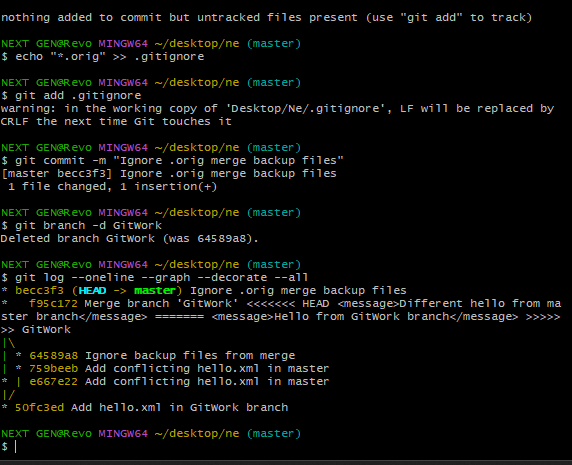 nothing added to commit but untracked files present (use "git add" to track)
NEXT GEN@Revo MINGW64 ~/desktop/ne (master)
$ echo "*.orig" >> .gitignore
NEXT GEN@Revo MINGW64 ~/desktop/ne (master)
$ git add .gitignore
warning: in the working copy of 'Desktop/Ne/.gitignore', LF will be replaced by
CRLF the next time Git touches it
NEXT GEN@Revo MINGW64 ~/desktop/ne (master)
$ git commit -m "Ignore .orig merge backup files"
[master becc3f3] Ignore .orig merge backup files
 1 file changed, 1 insertion(+)
NEXT GEN@Revo MINGW64 ~/desktop/ne (master)
$ git branch -d GitWork
Deleted branch GitWork (was 64589a8).
NEXT GEN@Revo MINGW64 ~/desktop/ne (master)
$ git log --oneline --graph --decorate --all
* becc3f3 (HEAD -> master) Ignore .orig merge backup files
*   f95c172 Merge branch 'GitWork' <<<<<<< HEAD <message>Different hello from ma
ster branch</message> ======= <message>Hello from GitWork branch</message> >>>>>
>> GitWork
|\
| * 64589a8 Ignore backup files from merge
| * 759beeb Add conflicting hello.xml in master
* | e667e22 Add conflicting hello.xml in master
|/
* 50fc3ed Add hello.xml in GitWork branch
NEXT GEN@Revo MINGW64 ~/desktop/ne (master)
$